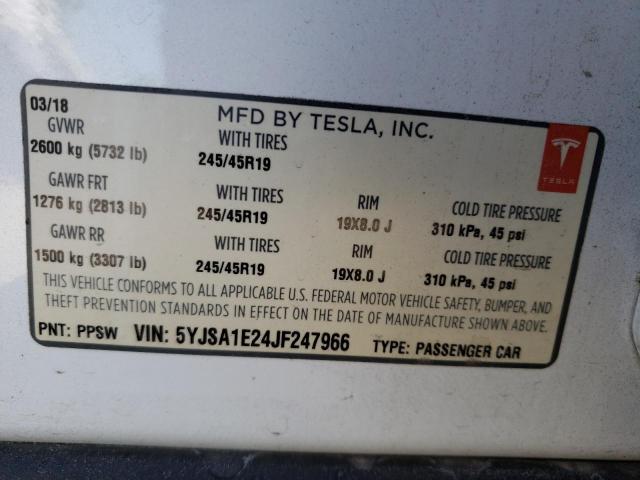 03/18 MFD BY TESLA, INC.
GVWR WITH TIRES
2600 kg (5732 lb) 245/45R19
TESLA
GAWR FRT WITH TIRES RIM COLD TIRE PRESSURE
1276 kg (2813 lb) 245/45R19 19X8.0 J 310 kPa, 45 psi
GAWR RR WITH TIRES RIM COLD TIRE PRESSURE
1500 kg (3307 lb) 245/45R19 19X8.0 J 310 kPa, 45 psi
THIS VEHICLE CONFORMS TO ALL APPLICABLE U.S. FEDERAL MOTOR VEHICLE SAFETY, BUMPER, AND
THEFT PREVENTION STANDARDS IN EFFECT ON THE DATE OF MANUFACTURE SHOWN ABOVE.
PNT: PPSW VIN: 5YJSA1E24JF247966 TYPE: PASSENGER CAR